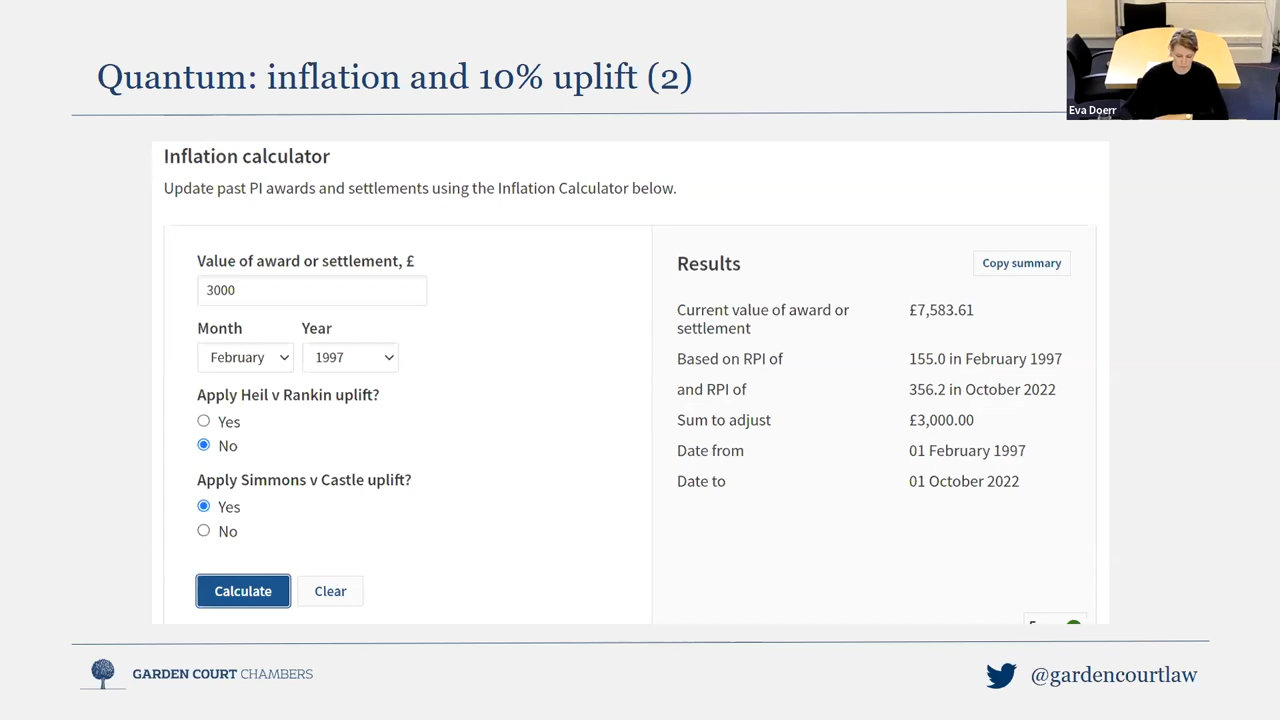 Quantum: inflation and 10% uplift (2)
Eva Doerr
Inflation calculator
Update past PI awards and settlements using the Inflation Calculator below.
Value of award or settlement, £
3000
Month Year
February 1997
Apply Heil v Rankin uplift?
Yes
No
Apply Simmons v Castle uplift?
Yes
No
Calculate Clear
Results Copy summary
Current value of award or settlement £7,583.61
Based on RPI of 155.0 in February 1997
and RPI of 356.2 in October 2022
Sum to adjust £3,000.00
Date from 01 February 1997
Date to 01 October 2022
GARDEN COURT CHAMBERS
@gardencourtlaw